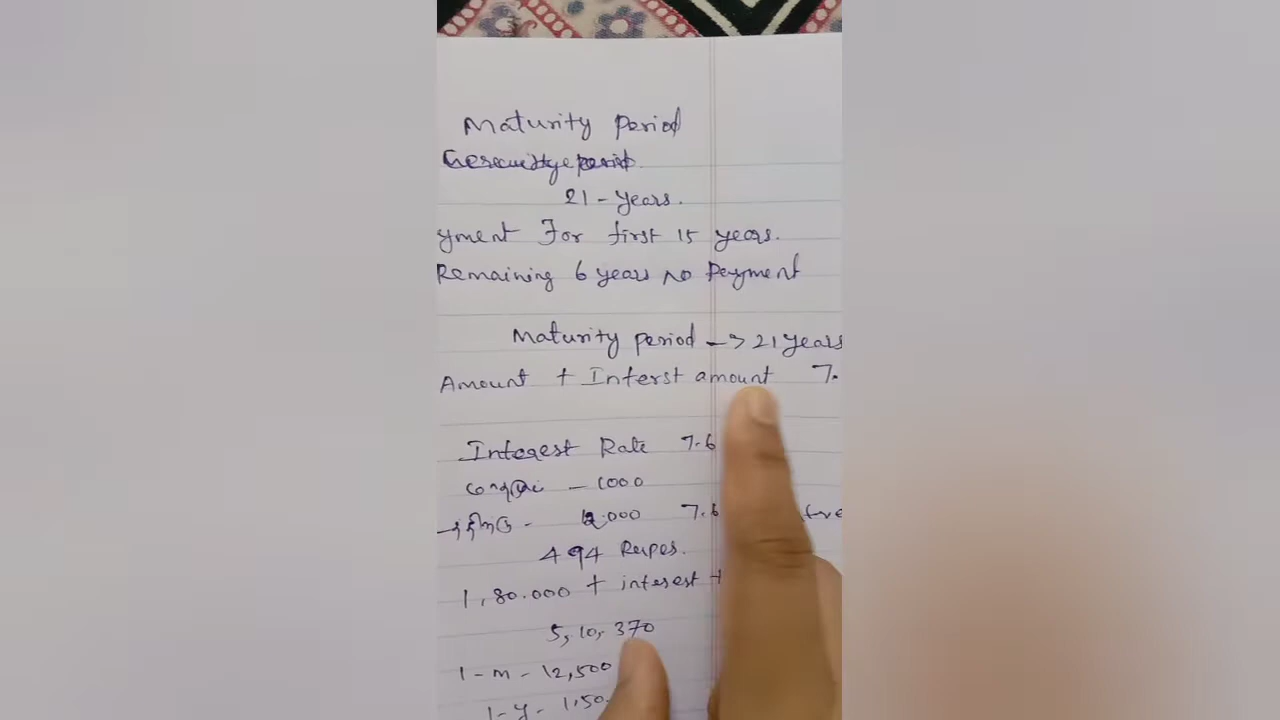 Maturity period
21 - years.
yment For first 15 years.
Remaining 6 years no Payment
Maturity period -> 21 years
Amount + Interst amount 7.
Interest Rate 7.6
- 1000
000 7.6
494 Rupes.
1,80.000 + interest +
5,10,370
1 - m - 12,500
1 - y - 1,50.